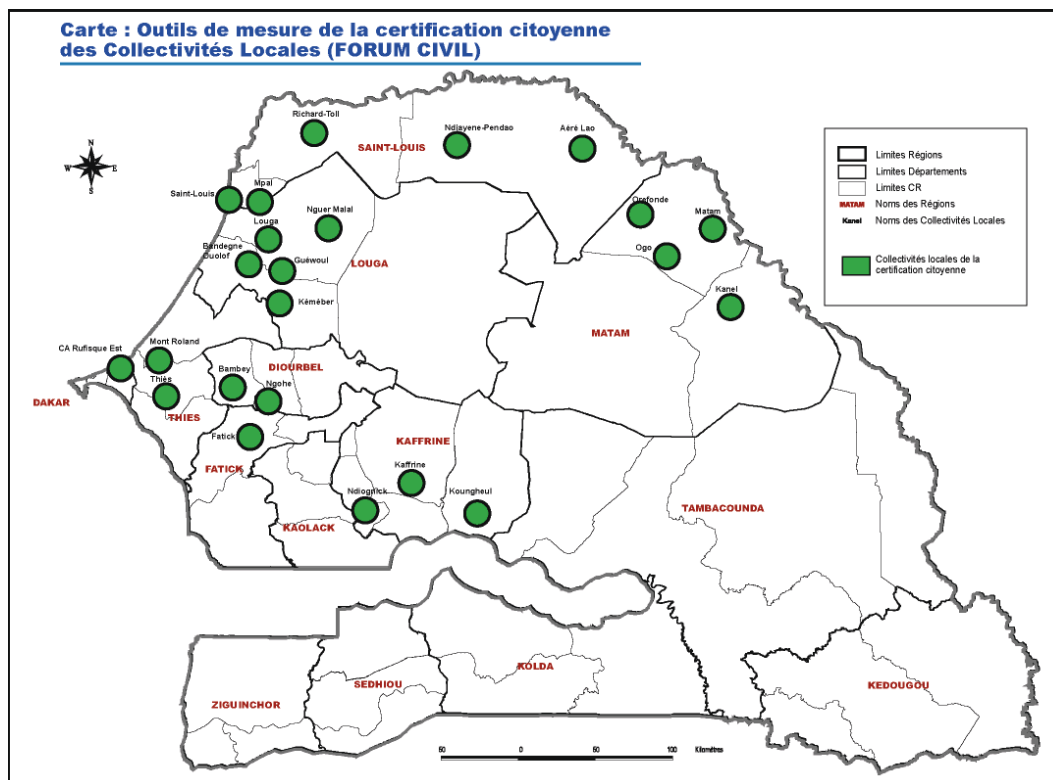 Carte : Outils de mesure de la certification citoyenne
des Collectivités Locales (FORUM CIVIL)
N
W E
S
Limites Régions
Limites Départements
Limites CR
MATAM Norms des Régions
Kanel Norms des Collectivités Locales
Collectivités locales de la
certification citoyenne
Richard-Toll
Ndiayene-Pendao
Aéré Lao
SAINT-LOUIS
Saint-Louis
Mpal
Nguer Malal
Louga
Orefonde
Matam
Ogo
Bandegne
Ouolof
Guéwoul
LOUGA
Kanel
Kéméber
MATAM
CA Rufisque Est
Mont Roland
DIOURBEL
Bambey
Thiès
Ngohe
DAKAR
THIES
Fatick
KAFFRINE
FATICK
Kaffrine
Ndiognick
Koungheul
KAOLACK
TAMBACOUNDA
KOLDA
SEDHIOU
KEDOUGOU
ZIGUINCHOR
50 0 50 100 Kilomètres